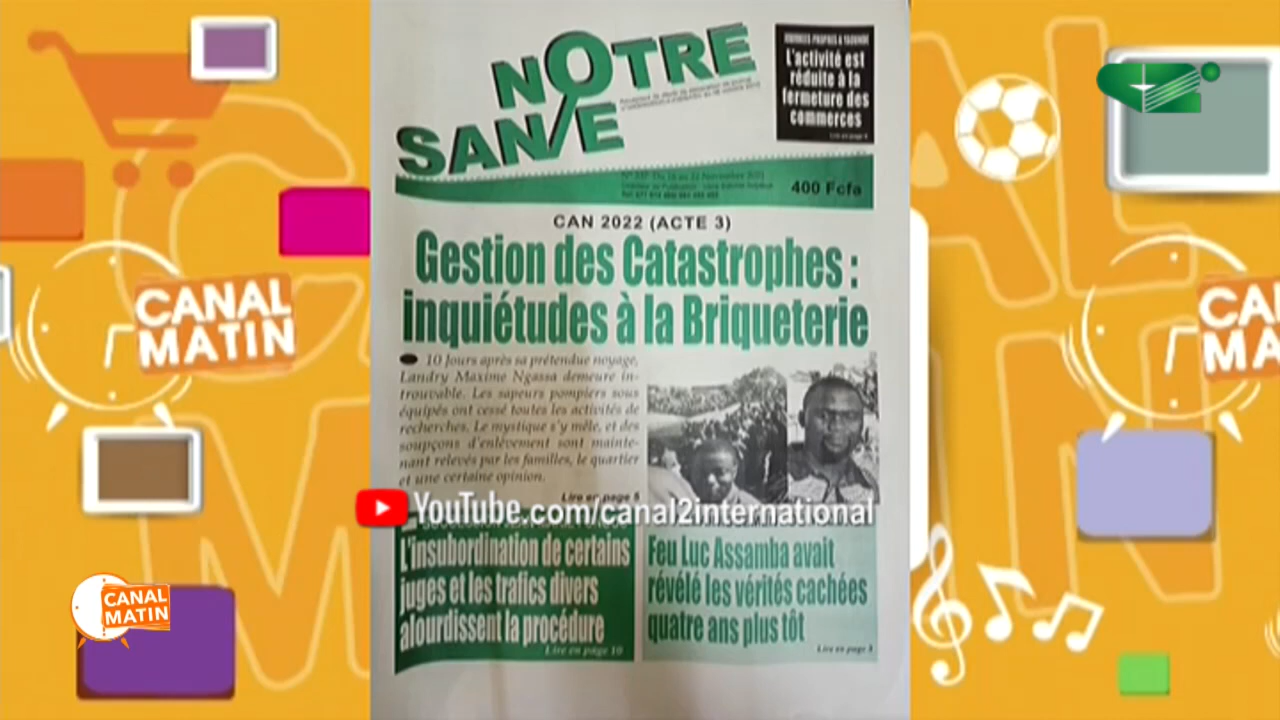 NOTRE
SANTE
L'activité est
réduite à la
fermeture des
commerces
400 Fcfa
CAN 2022 (ACTE 3)
Gestion des Catastrophes :
inquiétudes à la Briqueterie
10 Jours après sa prétendue noyage,
Landry Maxime Ngassa demeure in-
trouvable. Les sapeurs pompiers sous
équipés ont cessé toutes les activités de
recherches. Le mystique s'y mêle, et des
soupçons d'enlèvement sont mainte-
nant relevés par les familles, le quartier
et une certaine opinion.
Lire en page 5
YouTube.com/canal2international
L'insubordination de certains
juges et les trafics divers
alourdissent la procédure
Lire en page 10
Feu Luc Assamba avait
révélé les vérités cachées
quatre ans plus tôt
Lire en page 3
CANAL
MATIN
CANAL
MATIN
CA
MA